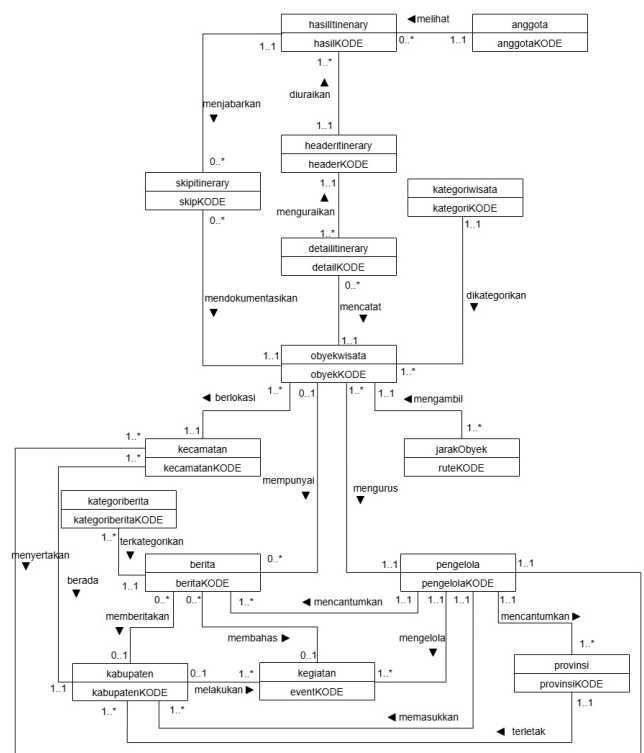 hasilItinenary
hasilKODE
melihat
anggota
anggotaKODE
1..1
0..*
1..1
1..*
diuraikan
menjabarkan
1..1
headeritinerary
headerKODE
0..*
skipitinerary
skipKODE
0..*
1..1
menguraikan
1..*
kategoriwisata
kategoriKODE
1..1
detailitinerary
detailKODE
0..*
mendokumentasikan
mencatat
dikategorikan
1..1
1..1
obyekwisata
obyekKODE
1..*
1..*
0..1
1..*
1..1
berlokasi
mengambil
1..1
1..*
1..*
kecamatan
kecamatanKODE
1..*
jarakObyek
ruteKODE
mempunyai
mengurus
kategoriberita
kategoriberitaKODE
1..*
terkategorikan
menyertakan
berada
berita
beritaKODE
0..*
1..1
pengelola
pengelolaKODE
1..1
1..1
0..*
0..*
1..*
mencantumkan
1..1
1..1
1..1
1..1
mencantumkan
memberitakan
membahas
mengelola
0..1
0..1
1..*
kabupaten
kabupatenKODE
0..1
1..*
kegiatan
eventKODE
1..*
provinsi
provinsiKODE
1..1
melakukan
1..*
1..*
memasukkan
1..1
terletak